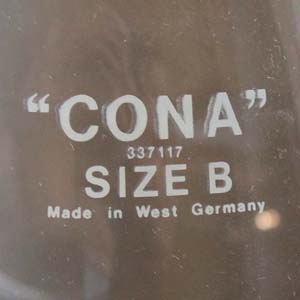 “CONA”
337117
SIZE B
Made in West Germany